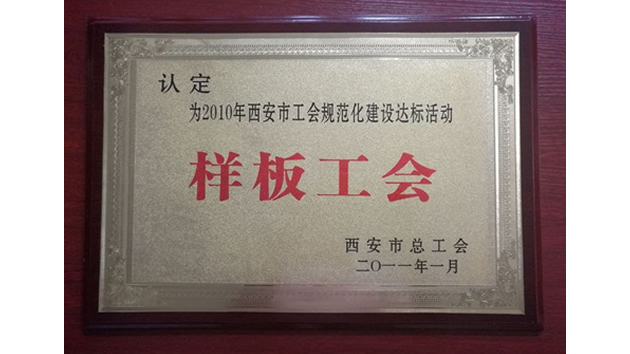 认定
为2010年西安市工会规范化建设达标活动
样板工会
西安市总工会
二〇一一年一月